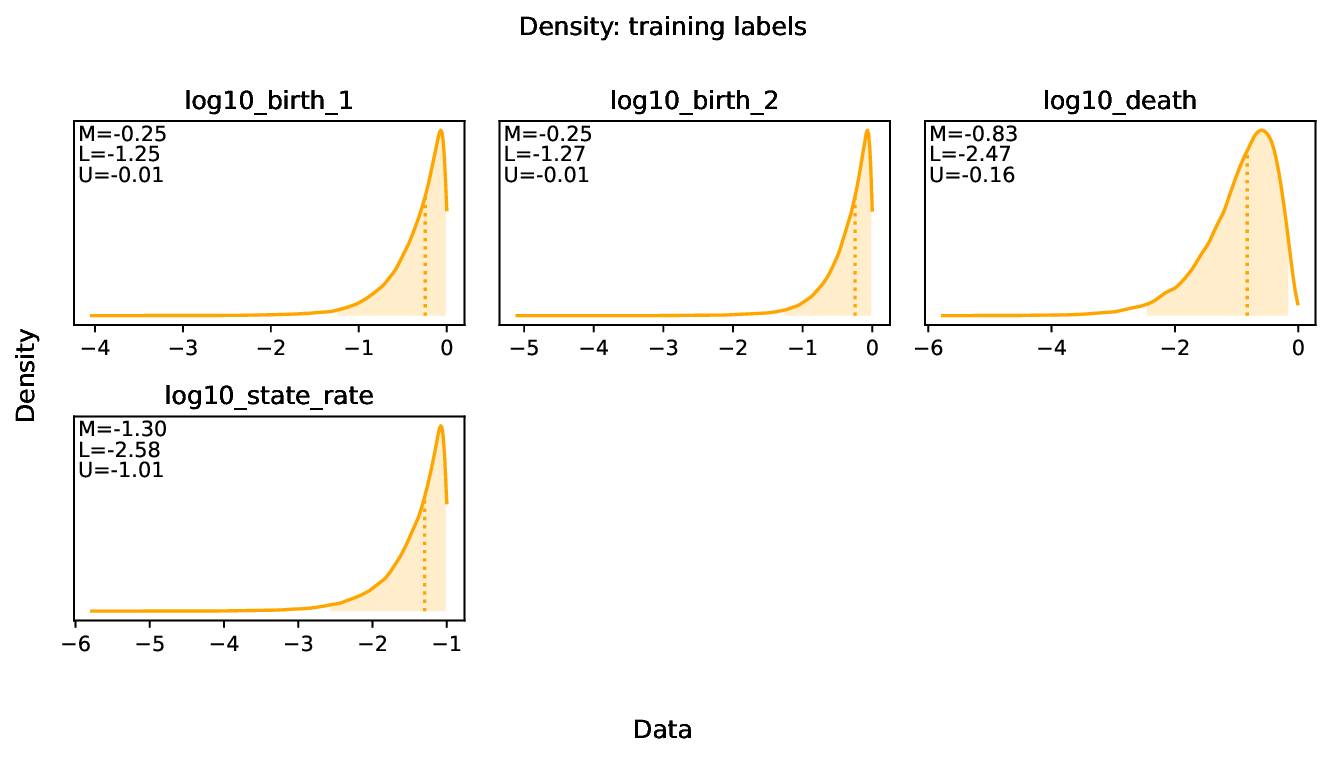 Density: training labels
log10_birth_1
M=-0.25
L=-1.25
U=-0.01
−4 −3 −2 −1 0
log10_birth_2
M=-0.25
L=-1.27
U=-0.01
−5 −4 −3 −2 −1 0
log10_death
M=-0.83
L=-2.47
U=-0.16
−6 −4 −2 0
Density
log10_state_rate
M=-1.30
L=-2.58
U=-1.01
−6 −5 −4 −3 −2 −1
Data